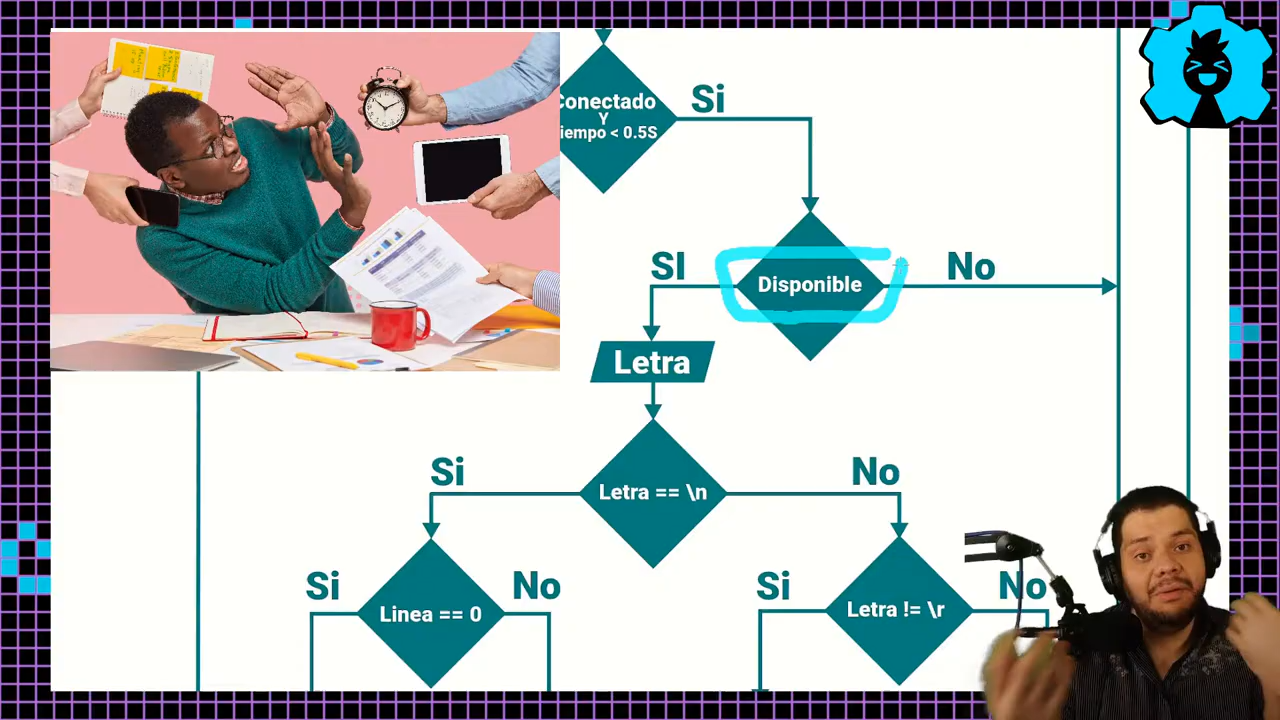 Conectado
Y
iempo < 0.5S
Si
Disponible
SI
No
Letra
Letra == \n
Si
No
Linea == 0
Si
No
Letra != \r
Si
No